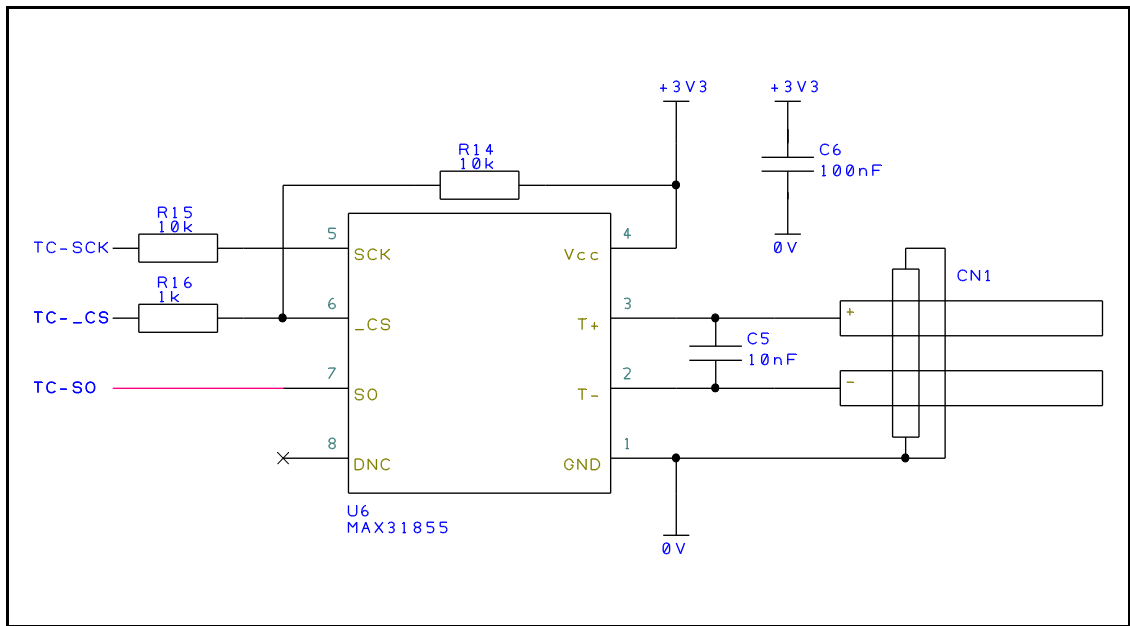 +3V3
+3V3
R14
10k
C6
100nF
R15
10k
TC-SCK
5
SCK
4
Vcc
0V
CN1
R16
1k
TC-_CS
6
_CS
3
T+
+
C5
10nF
TC-SO
7
SO
2
T-
-
8
DNC
1
GND
U6
MAX31855
0V